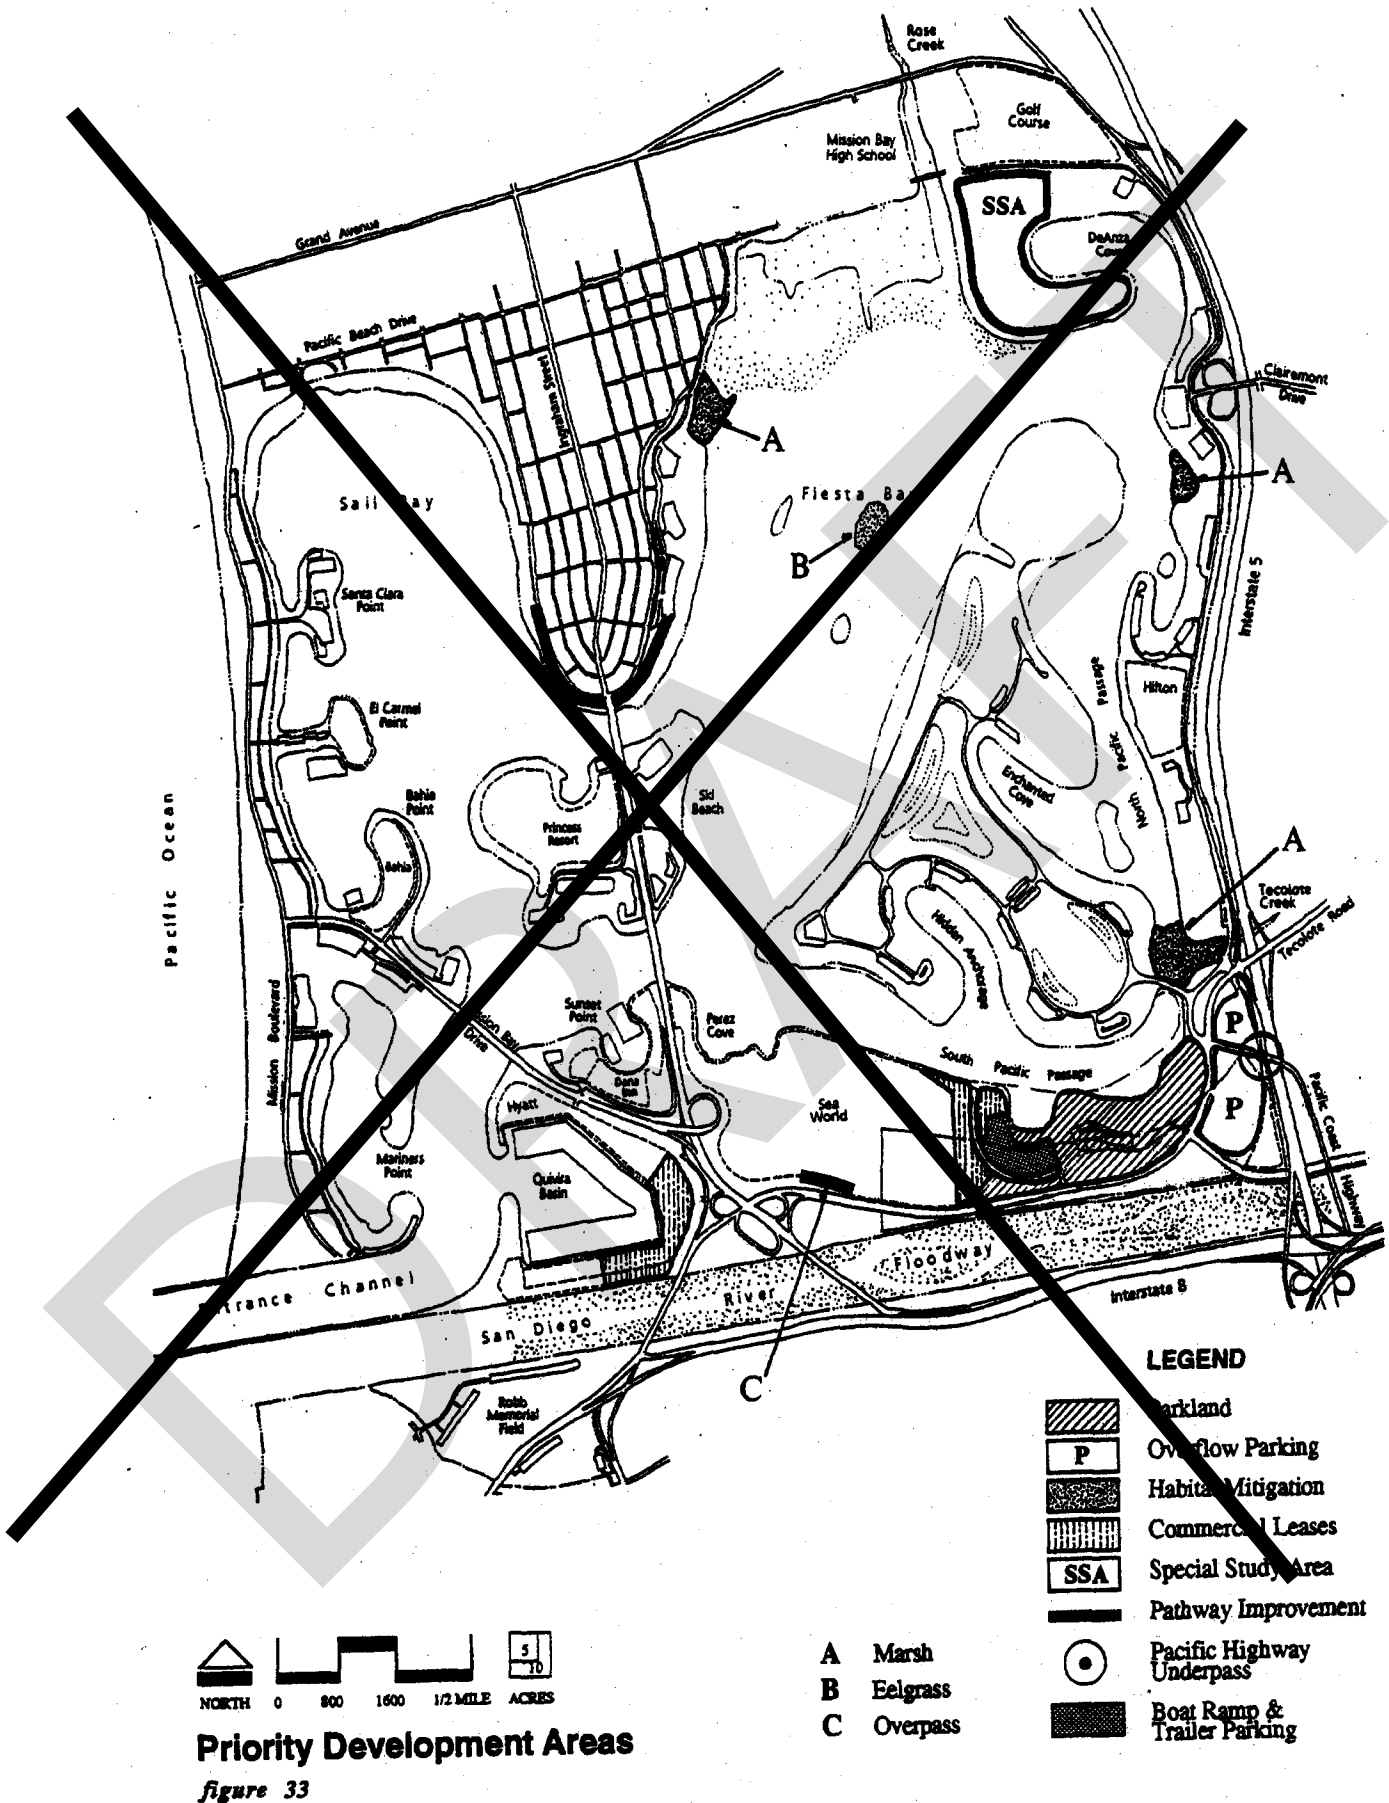 Rose
Creek
Golf
Course
Mission Bay
High School
SSA
Grand Avenue
DeAnza
Pacific Beach Drive
Ingraham Street
Clairemont
Drive
A
Sail Bay
Fiesta Bay
A
B
Interstate 5
Santa Clara
Point
North Pacific Passage
Hilton
El Carmel
Point
Enchanted
Cove
Bahia
Point
Ski
Beach
Princess
Resort
Pacific Ocean
Bahia
A
Tecolote
Creek
Tecolote Road
Hidden Anchorage
Mission Boulevard
Sunset
Point
Perez
Cove
P
Mission Bay
Drive
South Pacific Passage
Dana
Inn
Hyatt
Sea
World
P
Pacific Coast Highway
Mariners
Point
Quivira
Basin
Entrance Channel
Floodway
River
San Diego
Interstate 8
C
Robb
Memorial
Field
DRAFT
LEGEND
Parkland
P Overflow Parking
Habitat Mitigation
Commercial Leases
SSA Special Study Area
Pathway Improvement
Pacific Highway
Underpass
Boat Ramp &
Trailer Parking
A Marsh
B Eelgrass
C Overpass
5
10
NORTH 0 800 1600 1/2 MILE ACRES
Priority Development Areas
figure 33